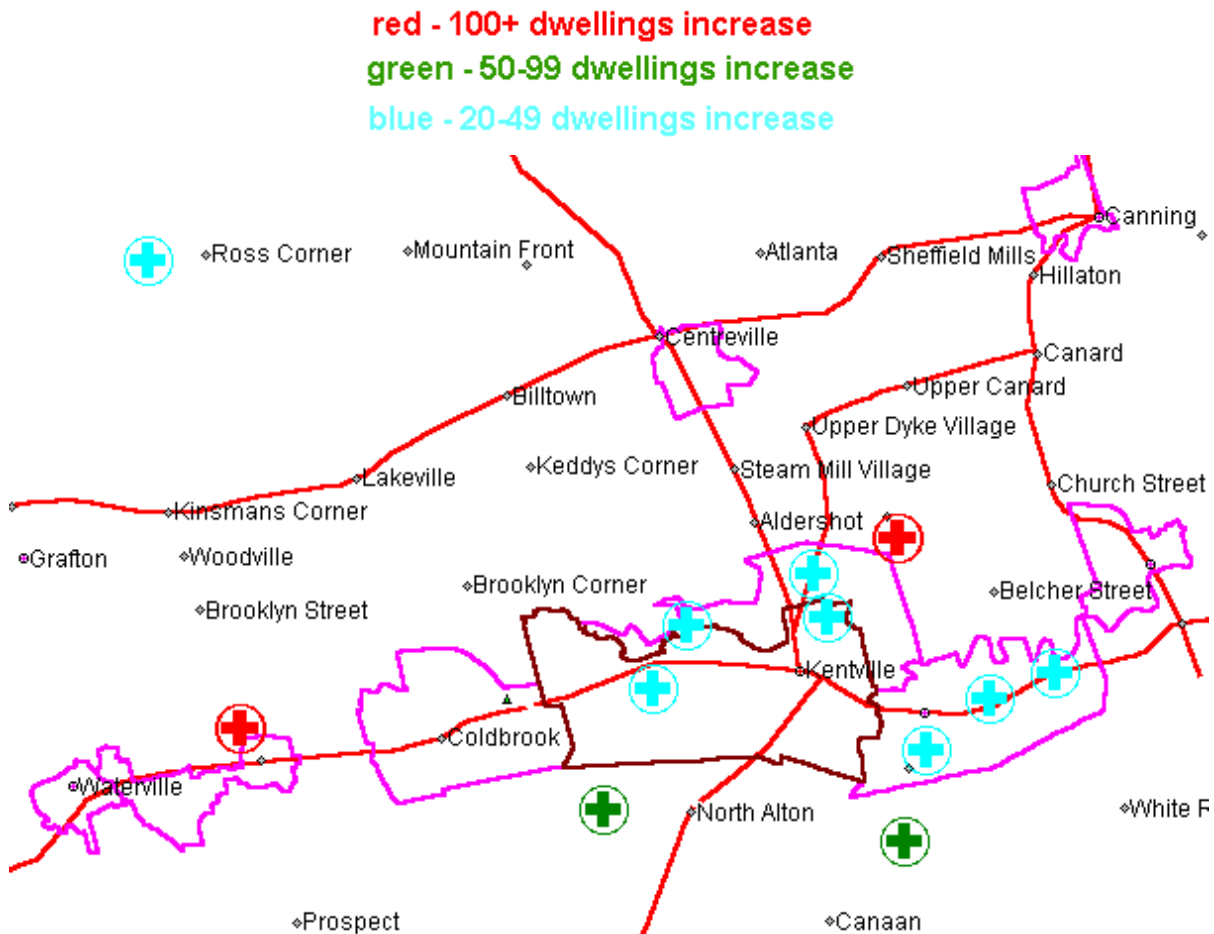 red - 100+ dwellings increase
green - 50-99 dwellings increase
blue - 20-49 dwellings increase
Canning
Ross Corner
Mountain Front
Atlanta
Sheffield Mills
Hillaton
Centreville
Canard
Upper Canard
Billtown
Upper Dyke Village
Keddys Corner
Steam Mill Village
Lakeville
Church Street
Kinsmans Corner
Aldershot
Grafton
Woodville
Brooklyn Corner
Belcher Street
Brooklyn Street
Kentville
Coldbrook
Waterville
North Alton
White R
Prospect
Canaan